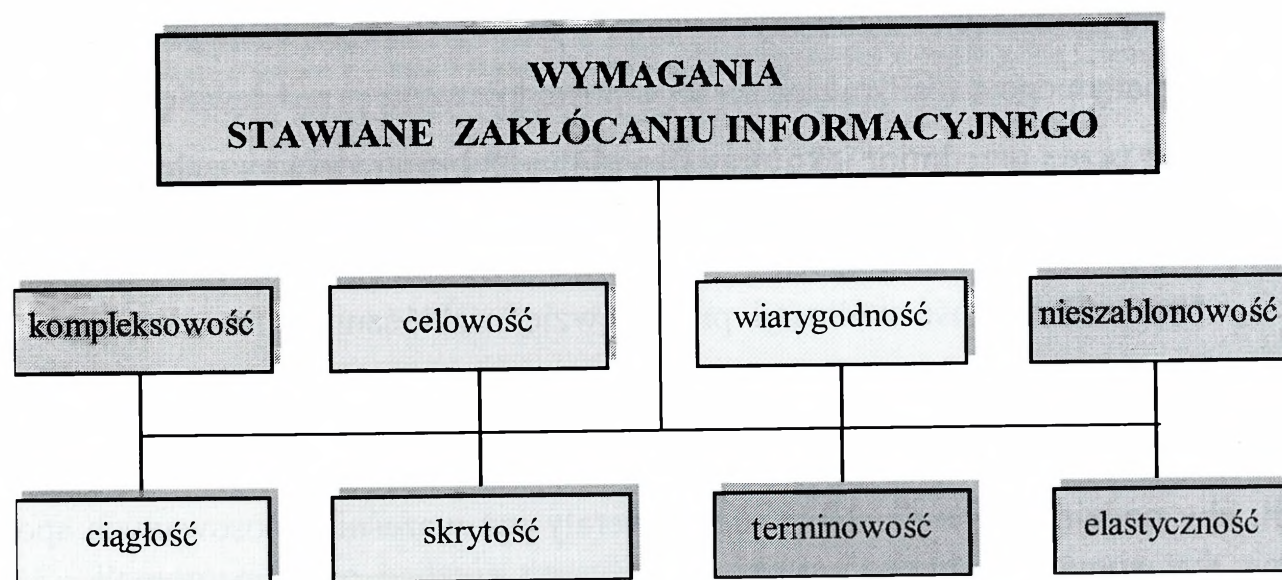 WYMAGANIA
STAWIANE ZAKŁÓCANIU INFORMACYJNEGO
kompleksowość
celowość
wiarygodność
nieszablonowość
ciągłość
skrytość
terminowość
elastyczność